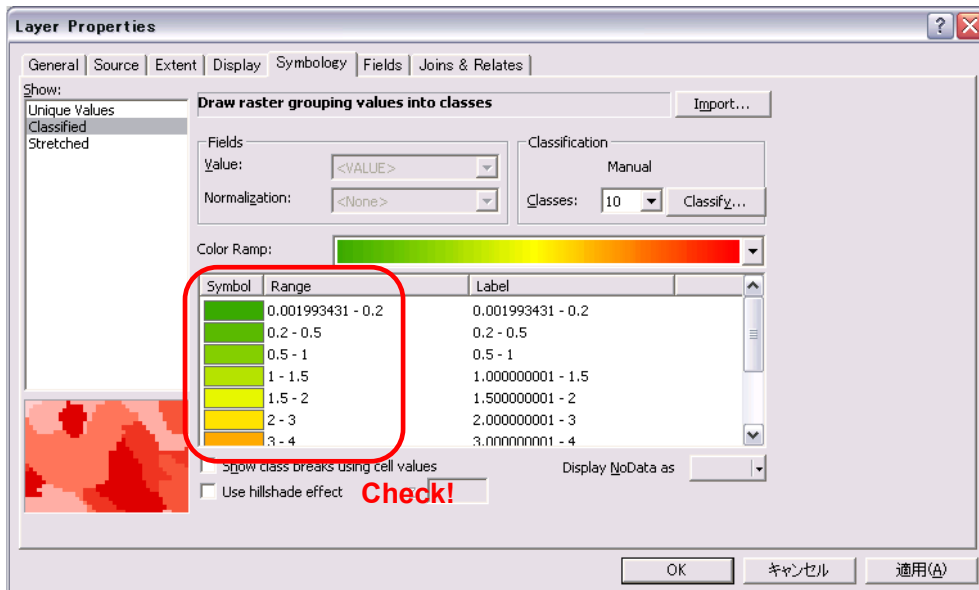 Layer Properties
General Source Extent Display Symbology Fields Joins & Relates
Show:
Unique Values
Classified
Stretched
Draw raster grouping values into classes
Import...
Fields
Value: <VALUE>
Normalization: <None>
Classification
Manual
Classes: 10 Classify...
Color Ramp:
Symbol Range Label
0.001993431 - 0.2 0.001993431 - 0.2
0.2 - 0.5 0.2 - 0.5
0.5 - 1 0.5 - 1
1 - 1.5 1.000000001 - 1.5
1.5 - 2 1.500000001 - 2
2 - 3 2.000000001 - 3
3 - 4 3.000000001 - 4
Show class breaks using cell values
Display NoData as
Use hillshade effect
Check!
OK キャンセル 適用(A)